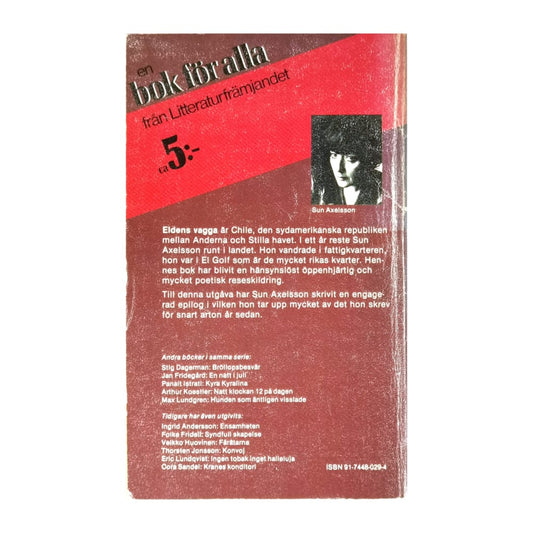 en
bok för alla
från Litteraturfrämjandet
ca 5:-
Sun Axelsson
Eldens vagga är Chile, den sydamerikanska republiken
mellan Anderna och Stilla havet. I ett år reste Sun
Axelsson runt i landet. Hon vandrade i fattigkvarteren,
hon var i El Golf som är de mycket rikas kvarter. Hen-
nes bok har blivit en hänsynslöst öppenhjärtig och
mycket poetisk reseskildring.
Till denna utgåva har Sun Axelsson skrivit en engage-
rad epilog i vilken hon tar upp mycket av det hon skrev
för snart arton år sedan.
Andra böcker i samma serie:
Stig Dagerman: Bröllopsbesvär
Jan Fridegård: En natt i juli
Panait Istrati: Kyra Kyralina
Arthur Koestler: Natt klockan 12 på dagen
Max Lundgren: Hunden som äntligen visslade
Tidigare har även utgivits:
Ingrid Andersson: Ensamheten
Folke Fridell: Syndfull skapelse
Veikko Huovinen: Fårätarna
Thorsten Jonsson: Konvoj
Eric Lundqvist: Ingen tobak inget halleluja
Cora Sandel: Kranes konditori
ISBN 91-7448-029-4